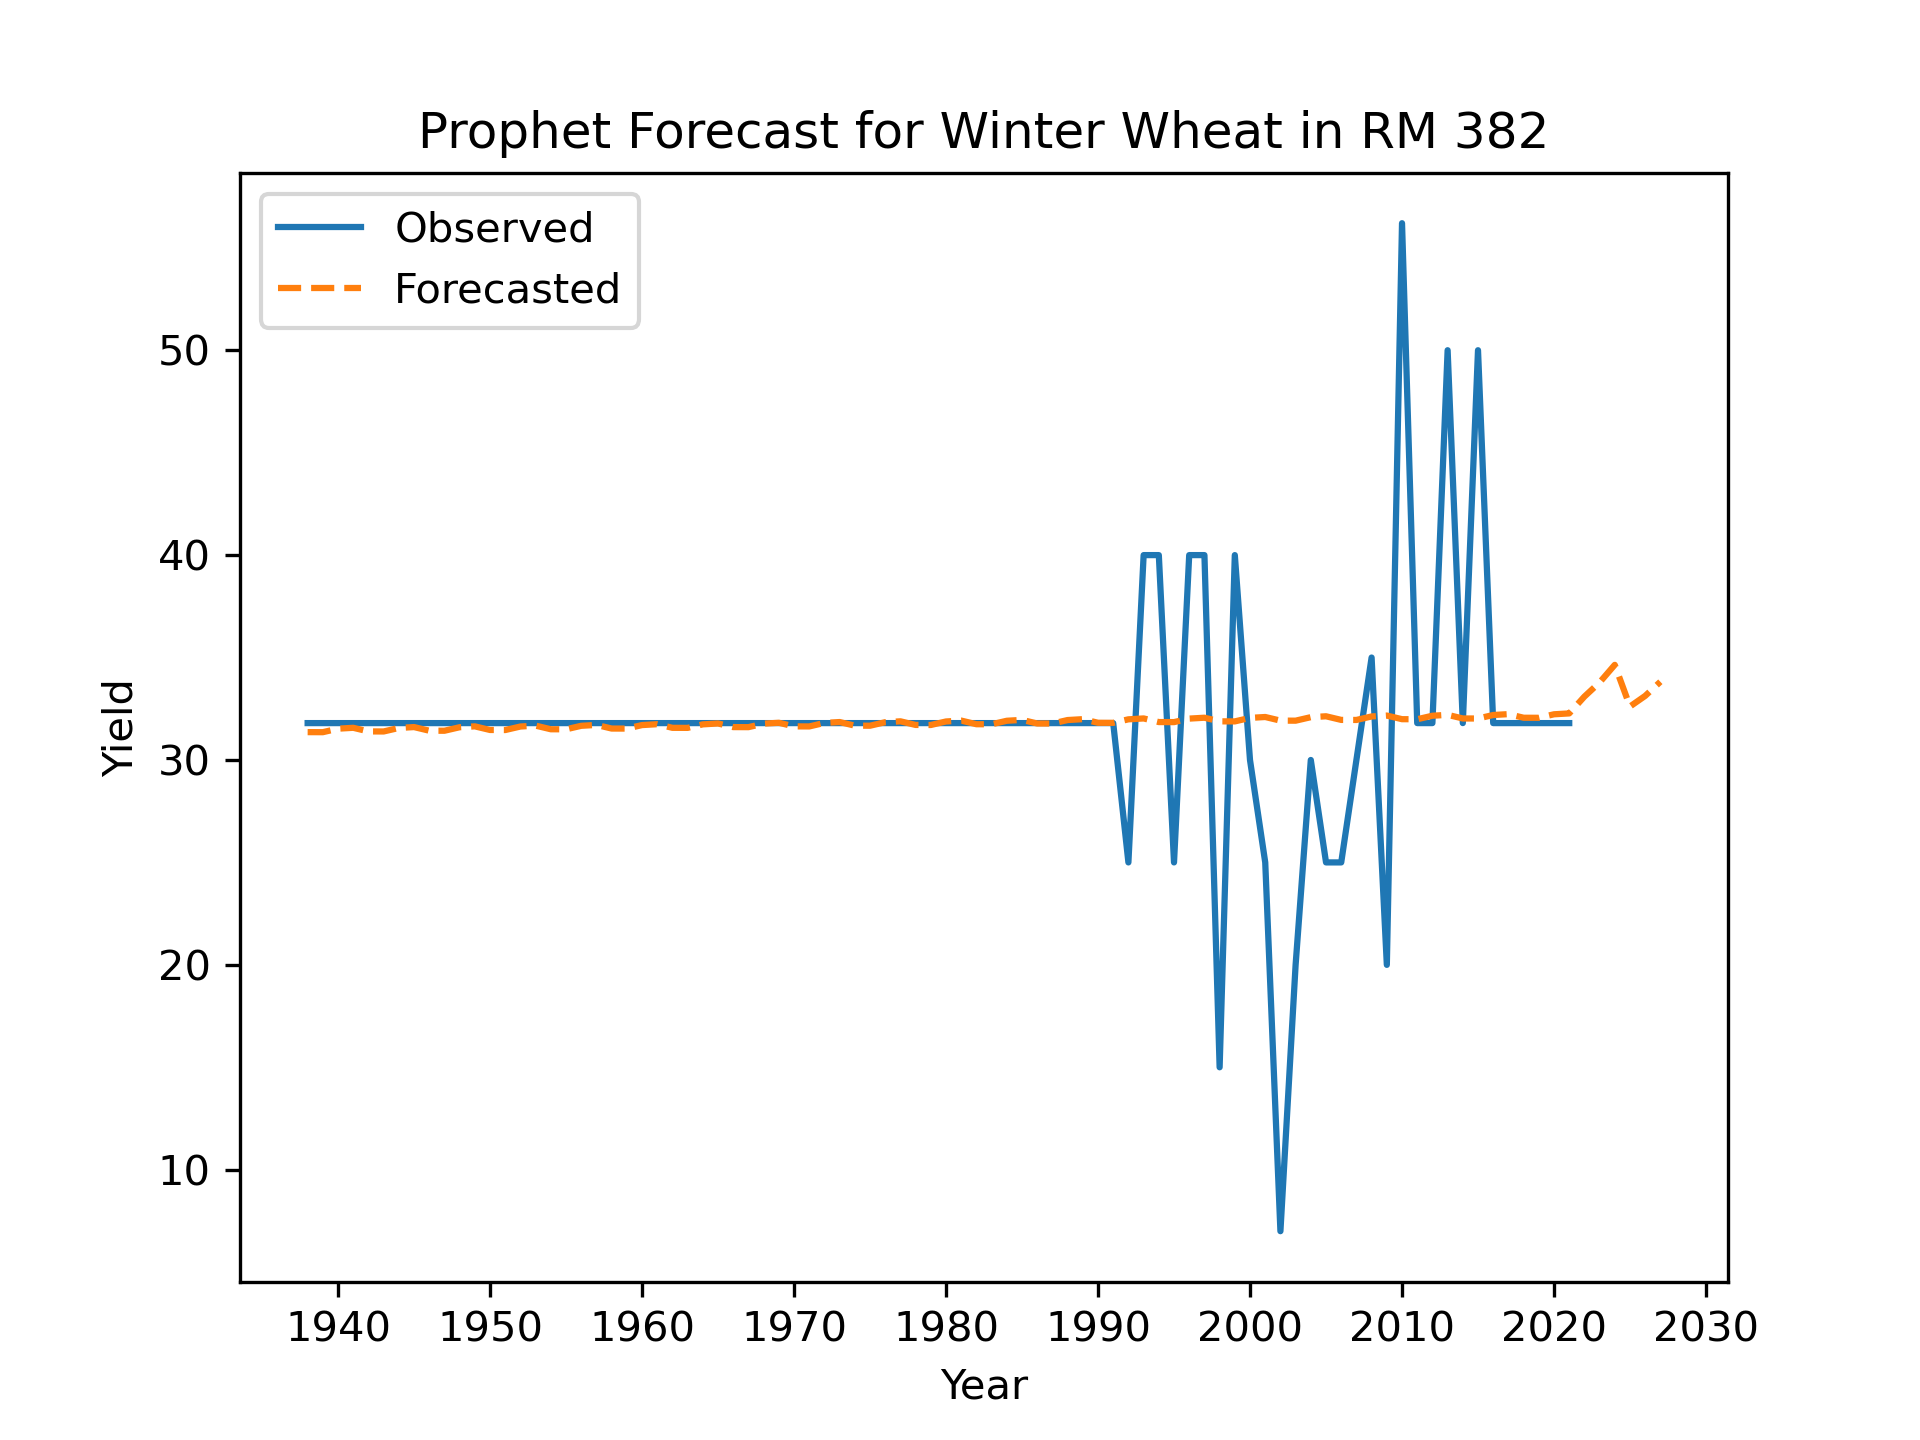 Prophet Forecast for Winter Wheat in RM 382
Observed
Forecasted
50
40
30
20
10
Yield
1940 1950 1960 1970 1980 1990 2000 2010 2020 2030
Year